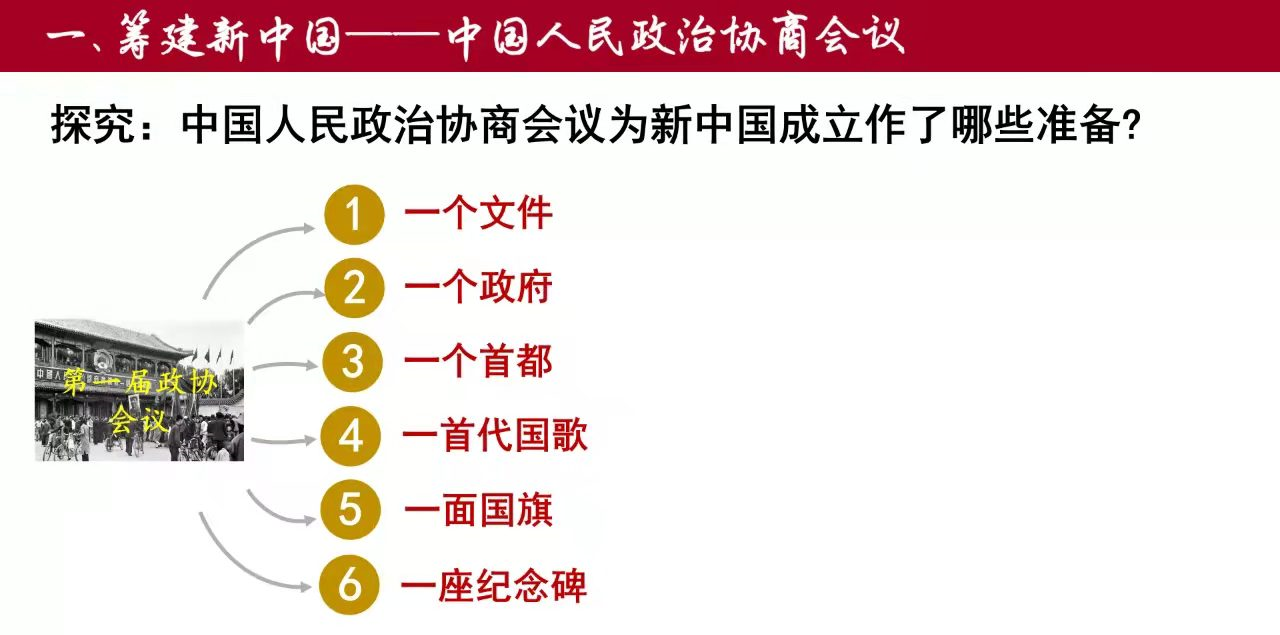 一、筹建新中国——中国人民政治协商会议
探究：中国人民政治协商会议为新中国成立作了哪些准备?
1 一个文件
2 一个政府
3 一个首都
4 一首代国歌
5 一面国旗
6 一座纪念碑
第一届政协
会议
中国人